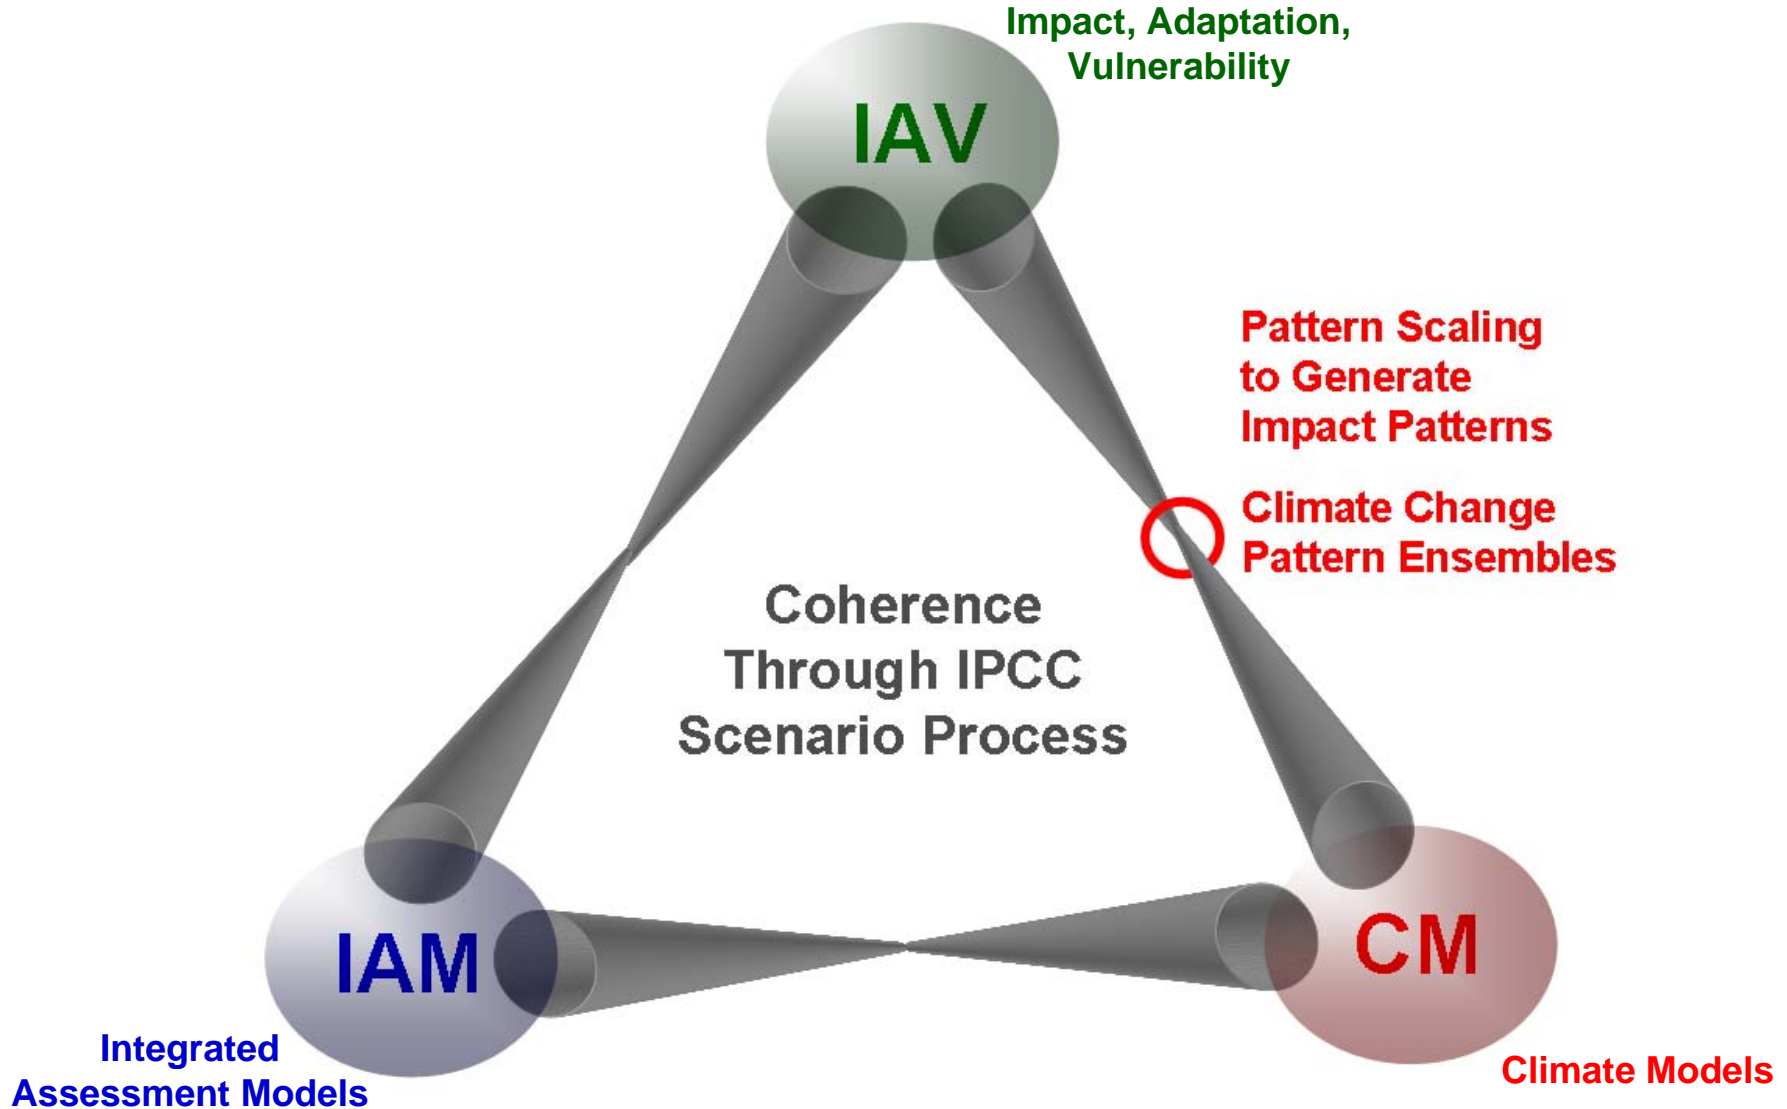 Impact, Adaptation,
Vulnerability
IAV
Pattern Scaling
to Generate
Impact Patterns
Climate Change
Pattern Ensembles
Coherence
Through IPCC
Scenario Process
IAM
CM
Integrated
Assessment Models
Climate Models